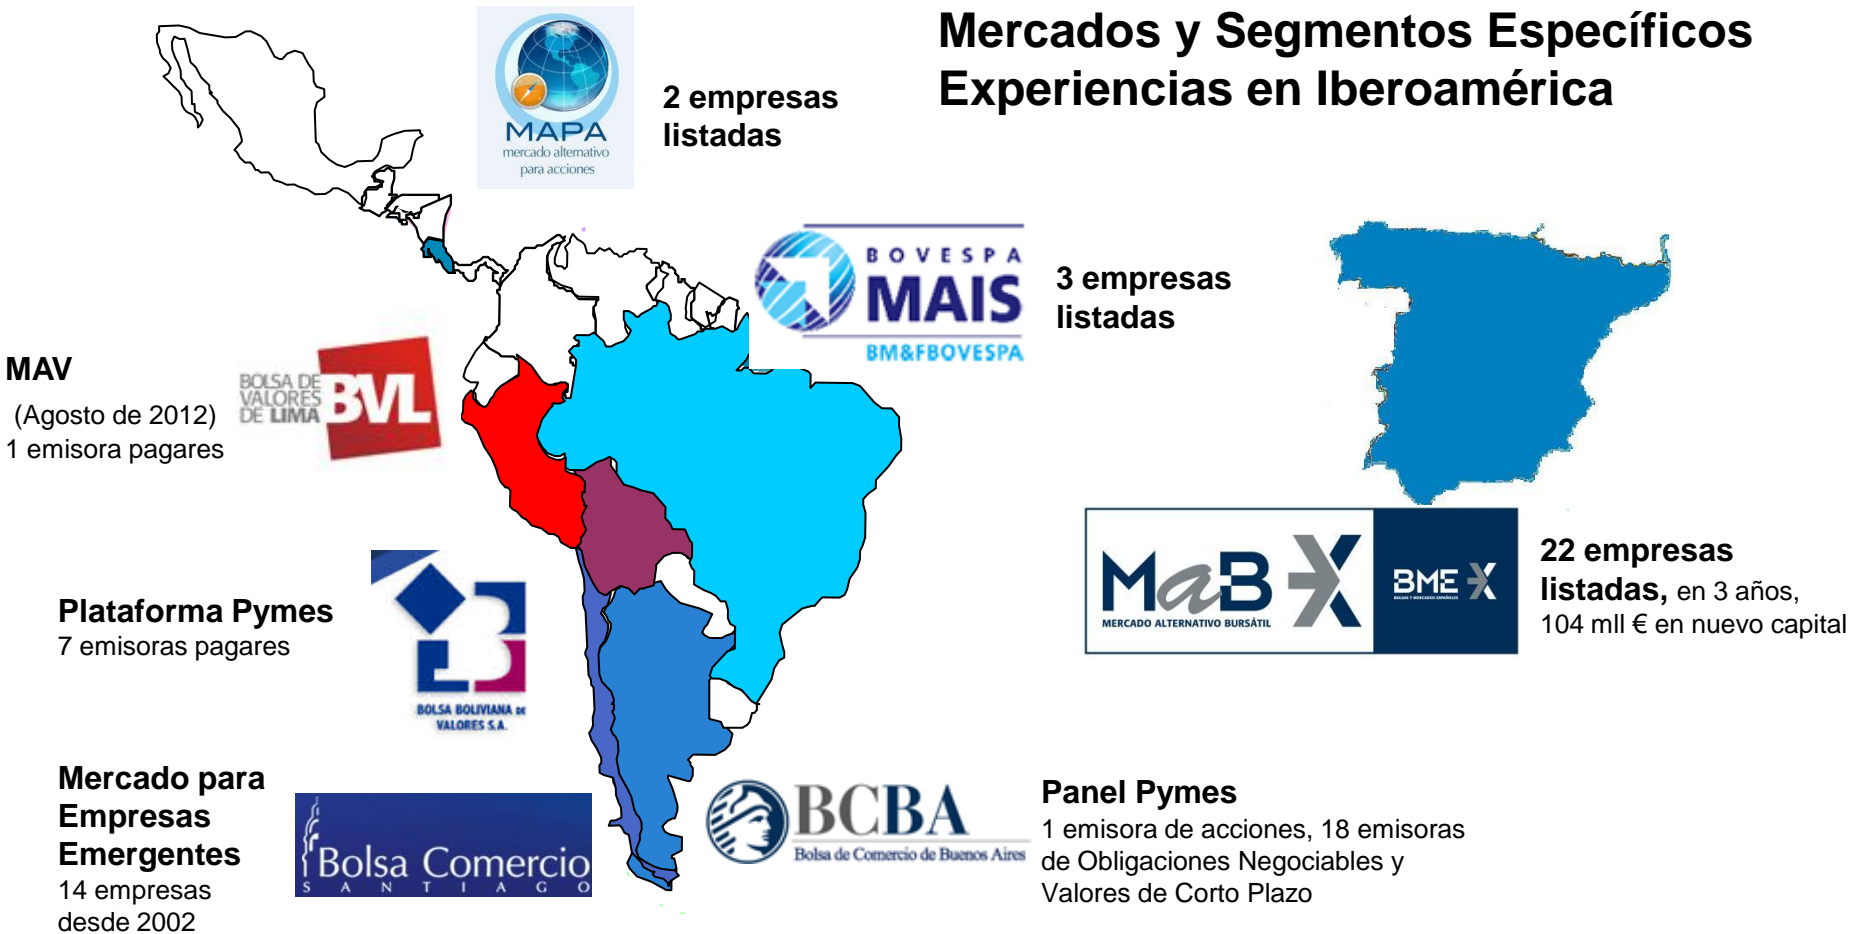 Mercados y Segmentos Específicos
Experiencias en Iberoamérica
MAPA
mercado alternativo
para acciones
2 empresas
listadas
BOVESPA
MAIS
BM&FBOVESPA
3 empresas
listadas
MAV
(Agosto de 2012)
1 emisora pagares
BOLSA DE
VALORES
DE LIMA
BVL
MaB
MERCADO ALTERNATIVO BURSÁTIL
BME X
BOLSAS Y MERCADOS ESPAÑOLES
22 empresas
listadas, en 3 años,
104 mll € en nuevo capital
Plataforma Pymes
7 emisoras pagares
BOLSA BOLIVIANA DE
VALORES S.A.
Mercado para
Empresas
Emergentes
14 empresas
desde 2002
Bolsa Comercio
SANTIAGO
BCBA
Bolsa de Comercio de Buenos Aires
Panel Pymes
1 emisora de acciones, 18 emisoras
de Obligaciones Negociables y
Valores de Corto Plazo